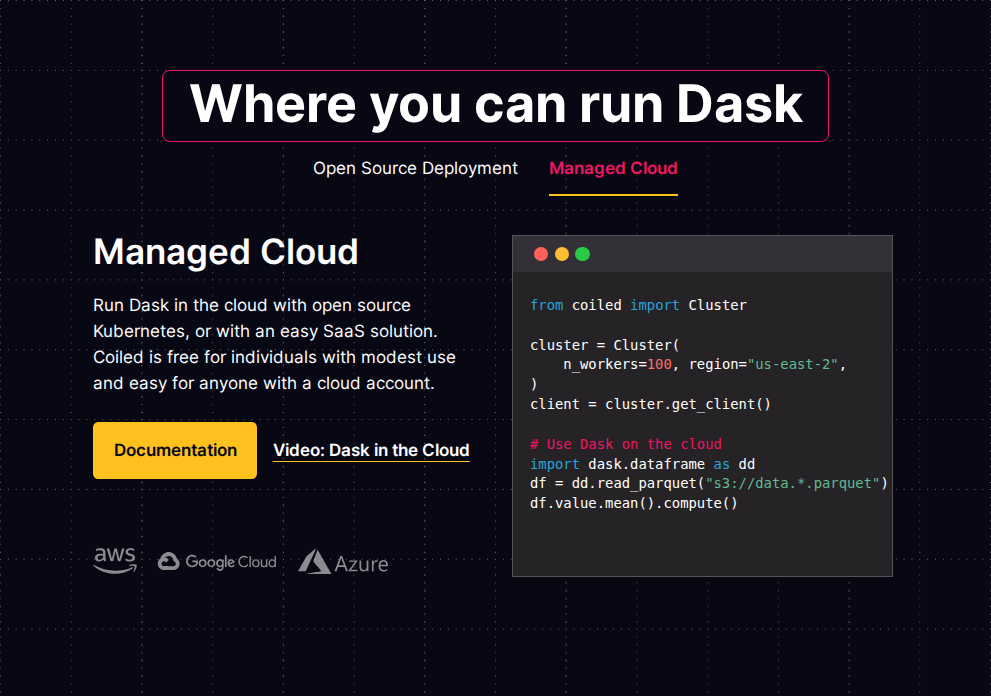 Where you can run Dask
Open Source Deployment Managed Cloud
Managed Cloud
Run Dask in the cloud with open source
Kubernetes, or with an easy SaaS solution.
Coiled is free for individuals with modest use
and easy for anyone with a cloud account.
Documentation Video: Dask in the Cloud
aws Google Cloud Azure
from coiled import Cluster
cluster = Cluster(
    n_workers=100, region="us-east-2",
)
client = cluster.get_client()
# Use Dask on the cloud
import dask.dataframe as dd
df = dd.read_parquet("s3://data.*.parquet")
df.value.mean().compute()